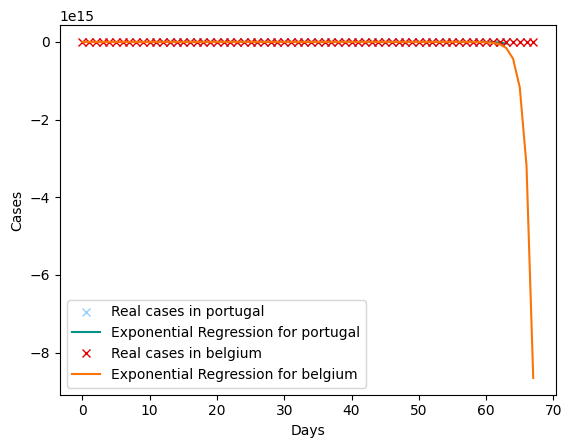 1e15
0
−2
−4
−6
−8
Cases
Real cases in portugal
Exponential Regression for portugal
Real cases in belgium
Exponential Regression for belgium
0 10 20 30 40 50 60 70
Days